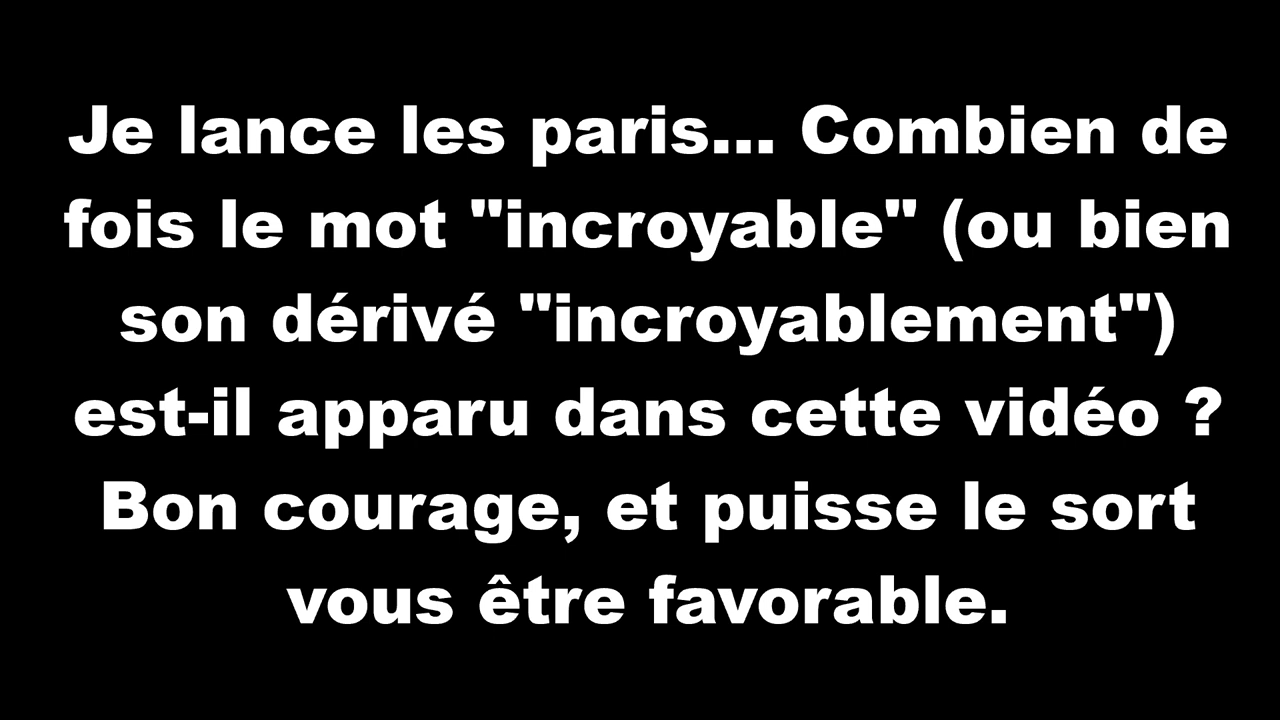 Je lance les paris... Combien de
fois le mot "incroyable" (ou bien
son dérivé "incroyablement")
est-il apparu dans cette vidéo ?
Bon courage, et puisse le sort
vous être favorable.